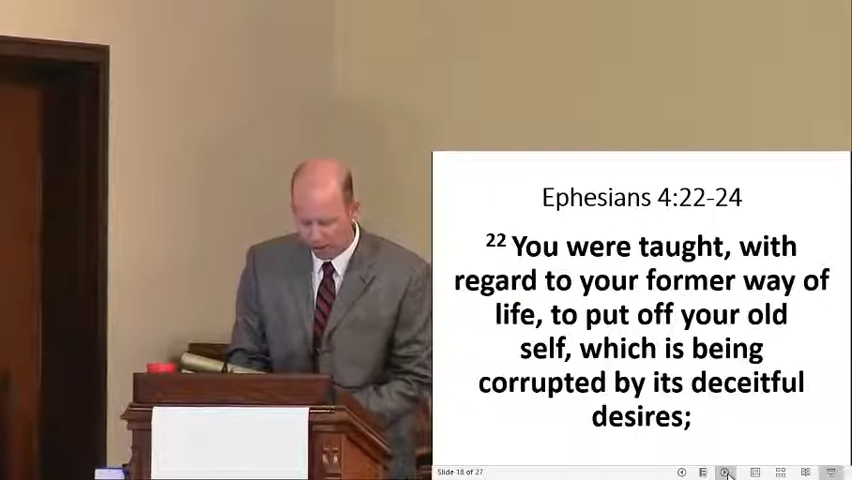 Ephesians 4:22-24
22 You were taught, with
regard to your former way of
life, to put off your old
self, which is being
corrupted by its deceitful
desires;
Slide 18 of 27